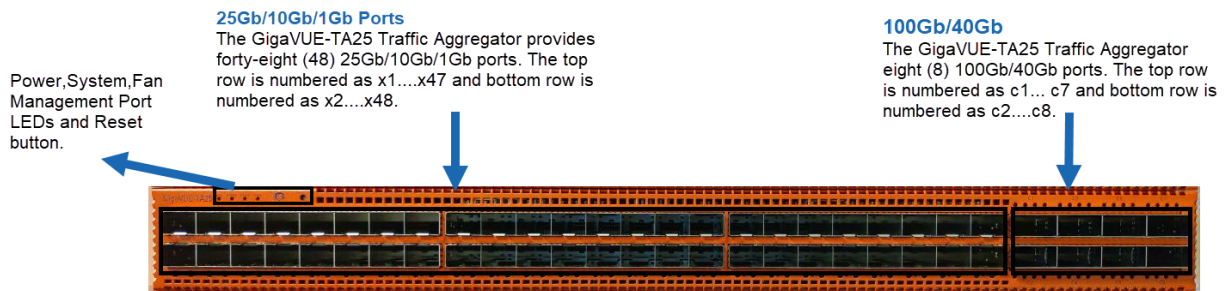 25Gb/10Gb/1Gb Ports
The GigaVUE-TA25 Traffic Aggregator provides
forty-eight (48) 25Gb/10Gb/1Gb ports. The top
row is numbered as x1....x47 and bottom row is
numbered as x2....x48.
100Gb/40Gb
The GigaVUE-TA25 Traffic Aggregator
eight (8) 100Gb/40Gb ports. The top row
is numbered as c1... c7 and bottom row is
numbered as c2....c8.
Power,System,Fan
Management Port
LEDs and Reset
button.
GigaVUE-TA25